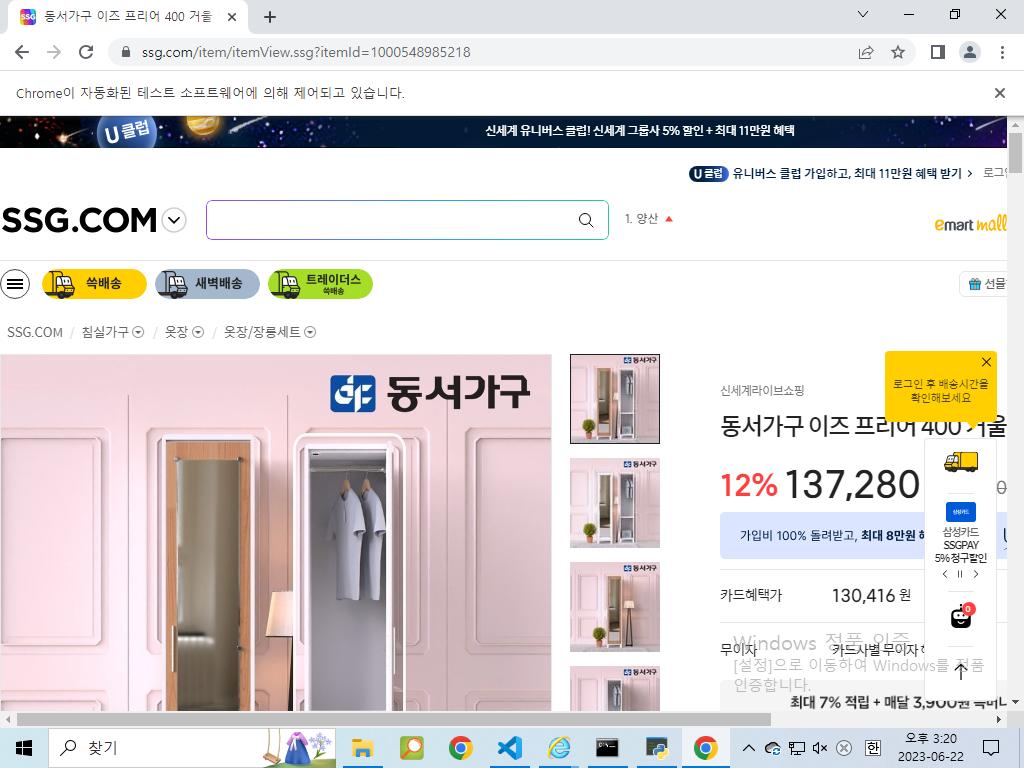 동서가구 이즈 프리어 400 거울
ssg.com/item/itemView.ssg?itemId=1000548985218
Chrome이 자동화된 테스트 소프트웨어에 의해 제어되고 있습니다.
U 클럽
신세계 유니버스 클럽! 신세계 그룹사 5% 할인 + 최대 11만원 혜택
U 클럽 유니버스 클럽 가입하고, 최대 11만원 혜택 받기 > 로그인
SSG.COM
1. 양산
emart mall
쓱배송
새벽배송
트레이더스
쓱배송
선물
SSG.COM / 침실가구 / 옷장 / 옷장/장롱세트
동서가구
신세계라이브쇼핑
로그인 후 배송시간을
확인해보세요
동서가구 이즈 프리어 400 거울
12% 137,280
가입비 100% 돌려받고, 최대 8만원
삼성카드
삼성카드
SSGPAY
5% 청구할인
카드혜택가 130,416 원
0
무이자 카드사별 무이자
Windows 정품 인증
[설정]으로 이동하여 Windows를 정품
인증합니다.
최대 7% 적립 + 매달 3,900원
찾기
오후 3:20
2023-06-22
한